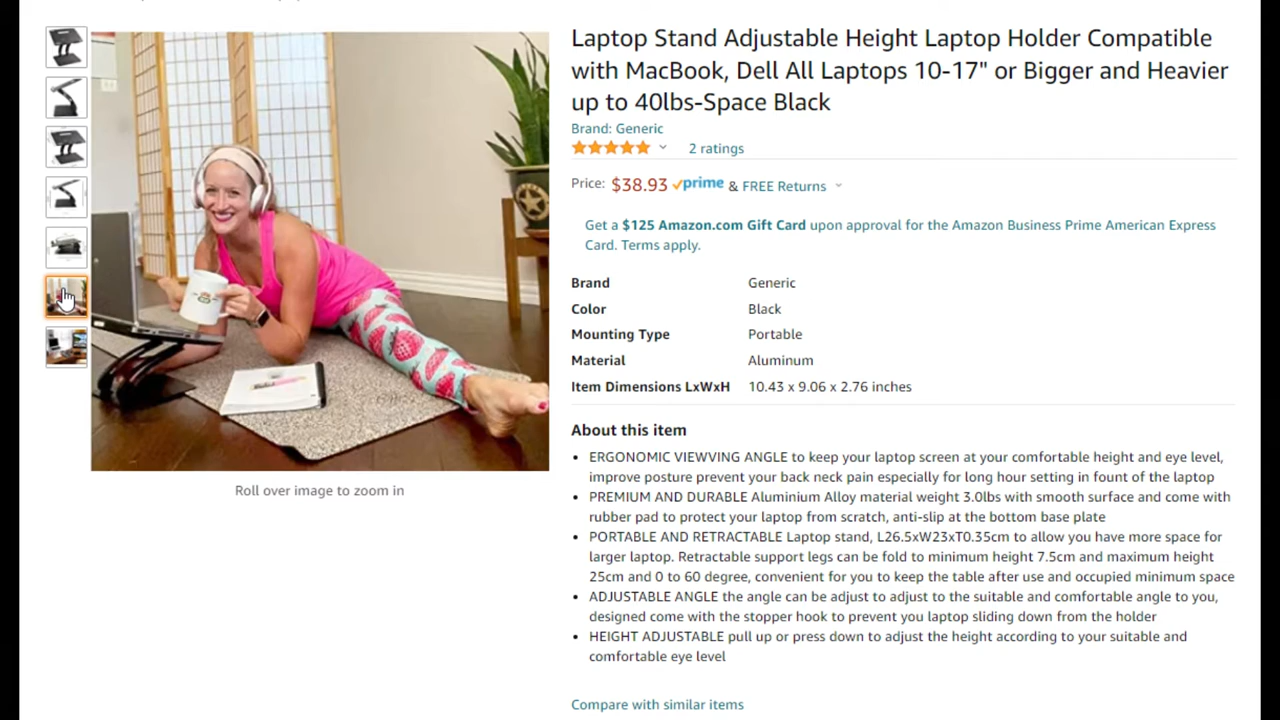 Laptop Stand Adjustable Height Laptop Holder Compatible
with MacBook, Dell All Laptops 10-17" or Bigger and Heavier
up to 40lbs-Space Black
Brand: Generic
2 ratings
Price: $38.93 prime & FREE Returns
Get a $125 Amazon.com Gift Card upon approval for the Amazon Business Prime American Express
Card. Terms apply.
Brand Generic
Color Black
Mounting Type Portable
Material Aluminum
Item Dimensions LxWxH 10.43 x 9.06 x 2.76 inches
About this item
• ERGONOMIC VIEWVING ANGLE to keep your laptop screen at your comfortable height and eye level,
improve posture prevent your back neck pain especially for long hour setting in fount of the laptop
• PREMIUM AND DURABLE Aluminium Alloy material weight 3.0lbs with smooth surface and come with
rubber pad to protect your laptop from scratch, anti-slip at the bottom base plate
• PORTABLE AND RETRACTABLE Laptop stand, L26.5xW23xT0.35cm to allow you have more space for
larger laptop. Retractable support legs can be fold to minimum height 7.5cm and maximum height
25cm and 0 to 60 degree, convenient for you to keep the table after use and occupied minimum space
• ADJUSTABLE ANGLE the angle can be adjust to adjust to the suitable and comfortable angle to you,
designed come with the stopper hook to prevent you laptop sliding down from the holder
• HEIGHT ADJUSTABLE pull up or press down to adjust the height according to your suitable and
comfortable eye level
Roll over image to zoom in
Compare with similar items